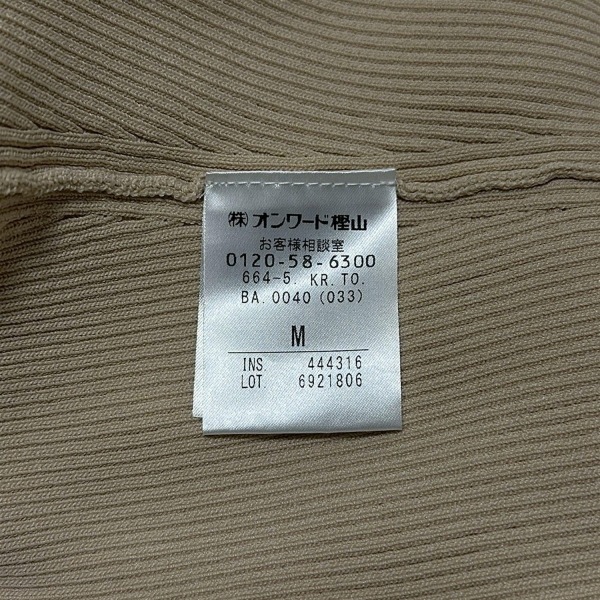 ㈱オンワード樫山
お客様相談室
0120-58-6300
664-5. KR.TO.
BA.0040(033)
M
INS. 444316
LOT. 6921806